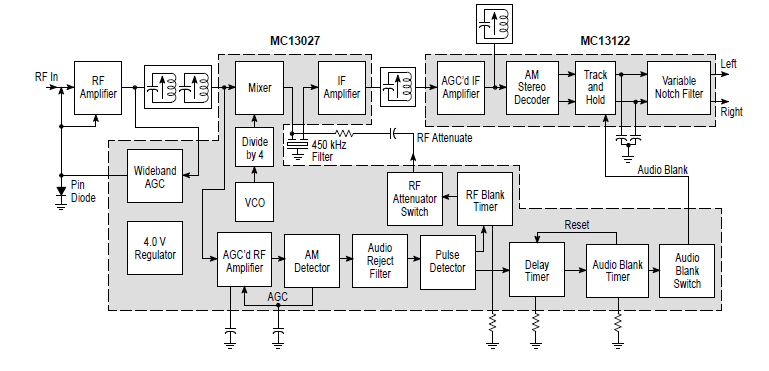 MC13027
MC13122
RF In
RF
Amplifier
Mixer
IF
Amplifier
AGC'd IF
Amplifier
AM
Stereo
Decoder
Track
and
Hold
Variable
Notch Filter
Left
Right
Divide
by 4
450 kHz
Filter
RF Attenuate
Wideband
AGC
Pin
Diode
VCO
RF
Attenuator
Switch
RF Blank
Timer
Audio Blank
4.0 V
Regulator
AGC'd RF
Amplifier
AM
Detector
Audio
Reject
Filter
Pulse
Detector
Reset
Delay
Timer
Audio Blank
Timer
Audio
Blank
Switch
AGC